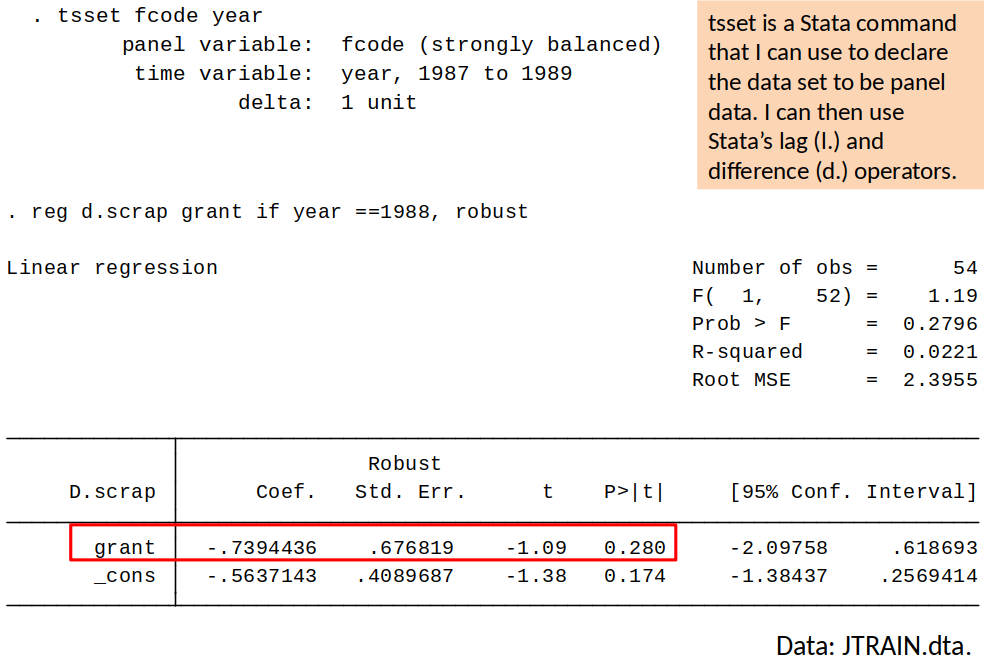 . tsset fcode year
panel variable: fcode (strongly balanced)
time variable: year, 1987 to 1989
delta: 1 unit
tsset is a Stata command
that I can use to declare
the data set to be panel
data. I can then use
Stata’s lag (l.) and
difference (d.) operators.
. reg d.scrap grant if year ==1988, robust
Linear regression
Number of obs = 54
F( 1, 52) = 1.19
Prob > F = 0.2796
R-squared = 0.0221
Root MSE = 2.3955
Robust
D.scrap Coef. Std. Err. t P>|t| [95% Conf. Interval]
grant -.7394436 .676819 -1.09 0.280 -2.09758 .618693
_cons -.5637143 .4089687 -1.38 0.174 -1.38437 .2569414
Data: JTRAIN.dta.